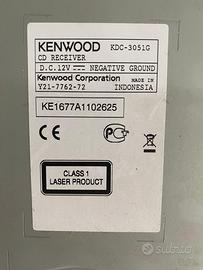 KENWOOD KDC-3051G
CD RECEIVER
D.C.12V NEGATIVE GROUND
Kenwood Corporation MADE IN
Y21-7762-72 INDONESIA
KE1677A1102625
CE
CLASS 1
LASER PRODUCT
subito